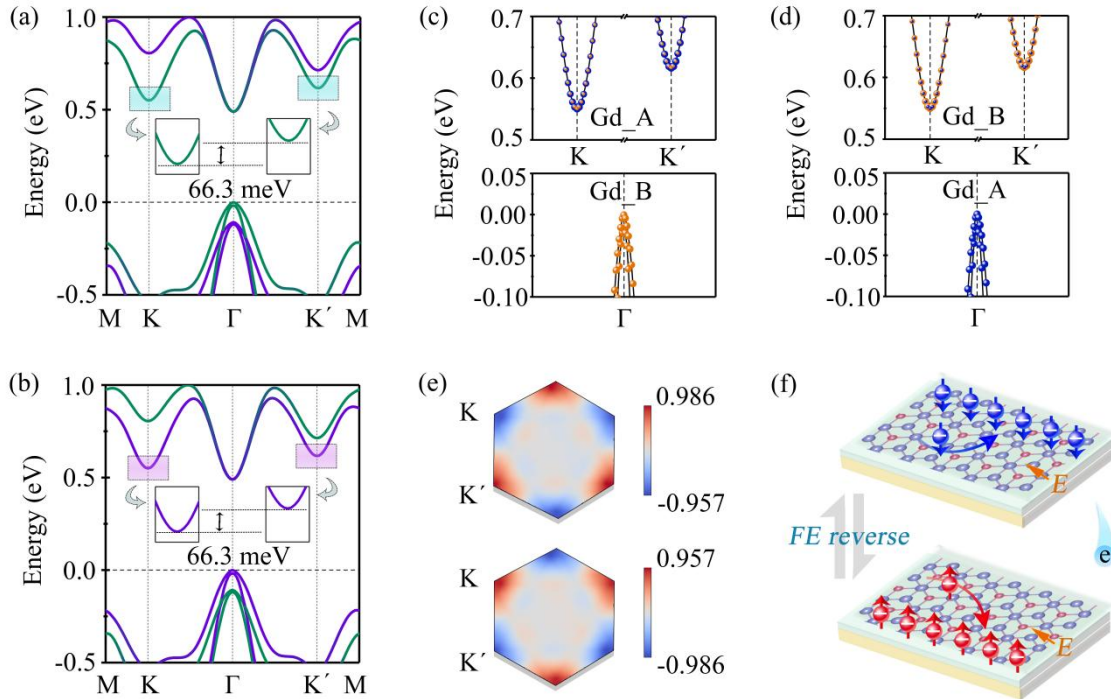 (a)
1.0
0.5
0.0
-0.5
Energy (eV)
66.3 meV
M K Γ K′ M
(b)
1.0
0.5
0.0
-0.5
Energy (eV)
66.3 meV
M K Γ K′ M
(c)
0.7
0.6
0.5
Energy (eV)
Gd_A
K K′
0.05
0.00
-0.05
-0.10
Gd_B
Γ
(d)
0.7
0.6
0.5
Energy (eV)
Gd_B
K K′
0.05
0.00
-0.05
-0.10
Gd_A
Γ
(e)
K
K′
0.986
-0.957
K
K′
0.957
-0.986
(f)
E
FE reverse
e
E